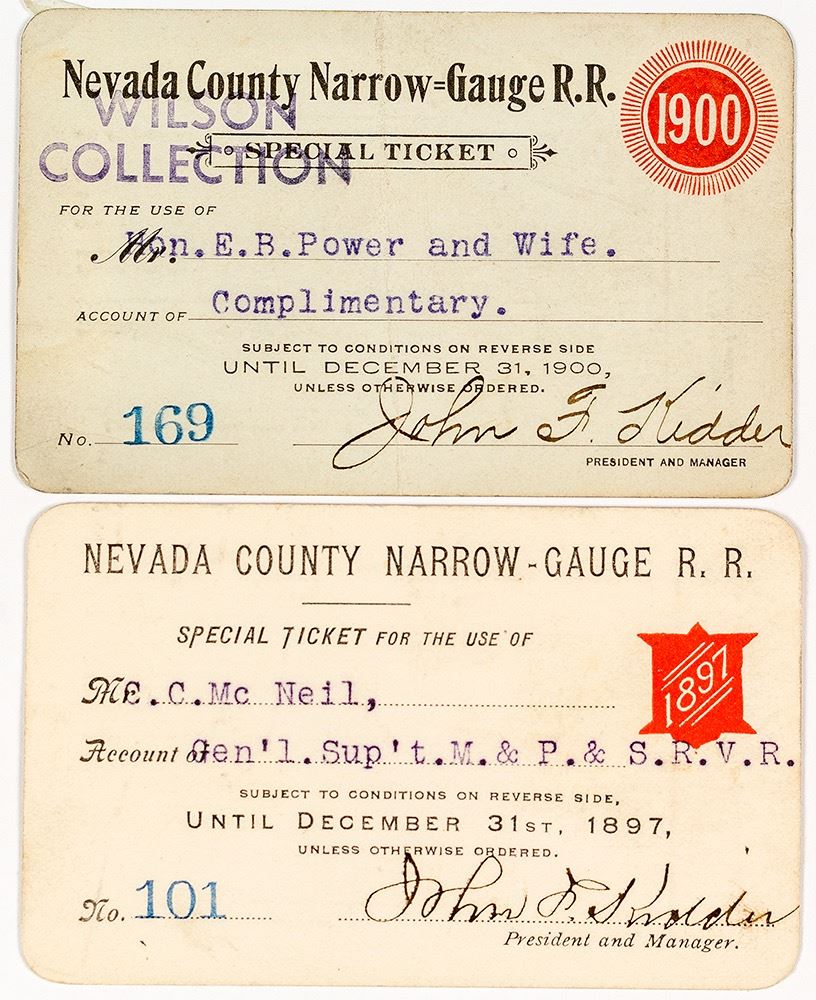 Nevada County Narrow=Gauge R.R.
1900
WILSON
COLLECTION
SPECIAL TICKET
FOR THE USE OF
Mr. Hon. E.B. Power and Wife.
ACCOUNT OF Complimentary.
SUBJECT TO CONDITIONS ON REVERSE SIDE
UNTIL DECEMBER 31, 1900,
UNLESS OTHERWISE ORDERED.
No. 169
John F. Kidder
PRESIDENT AND MANAGER
NEVADA COUNTY NARROW-GAUGE R. R.
SPECIAL TICKET FOR THE USE OF
1897
Mr C.C.Mc Neil,
Account of Gen'l.Sup't.M.& P.& S.R.V.R.
SUBJECT TO CONDITIONS ON REVERSE SIDE,
UNTIL DECEMBER 31ST, 1897,
UNLESS OTHERWISE ORDERED.
No. 101
John F. Kidder
President and Manager.